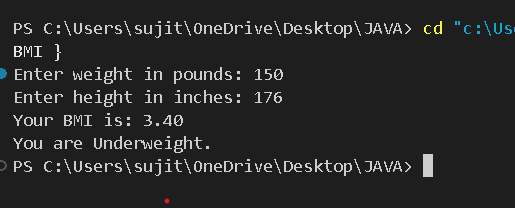 PS C:\Users\sujit\OneDrive\Desktop\JAVA> cd "c:\Us
BMI }
Enter weight in pounds: 150
Enter height in inches: 176
Your BMI is: 3.40
You are Underweight.
PS C:\Users\sujit\OneDrive\Desktop\JAVA>